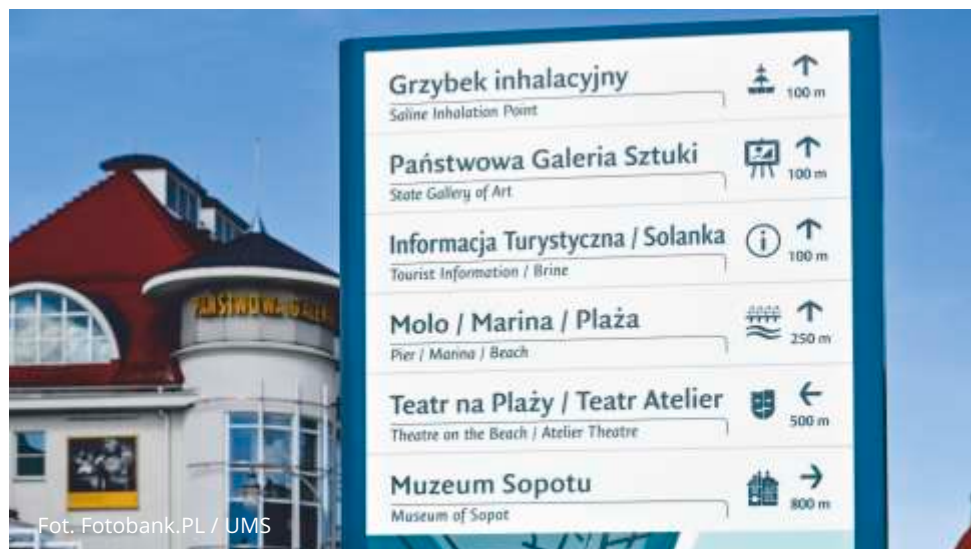 Grzybek inhalacyjny
Saline Inhalation Point
100 m
Państwowa Galeria Sztuki
State Gallery of Art
100 m
Informacja Turystyczna / Solanka
Tourist Information / Brine
i
100 m
Molo / Marina / Plaża
Pier / Marina / Beach
250 m
Teatr na Plaży / Teatr Atelier
Theatre on the Beach / Atelier Theatre
500 m
Muzeum Sopotu
Museum of Sopot
800 m
PAŃSTWOWA
Fot. Fotobank.PL / UMS